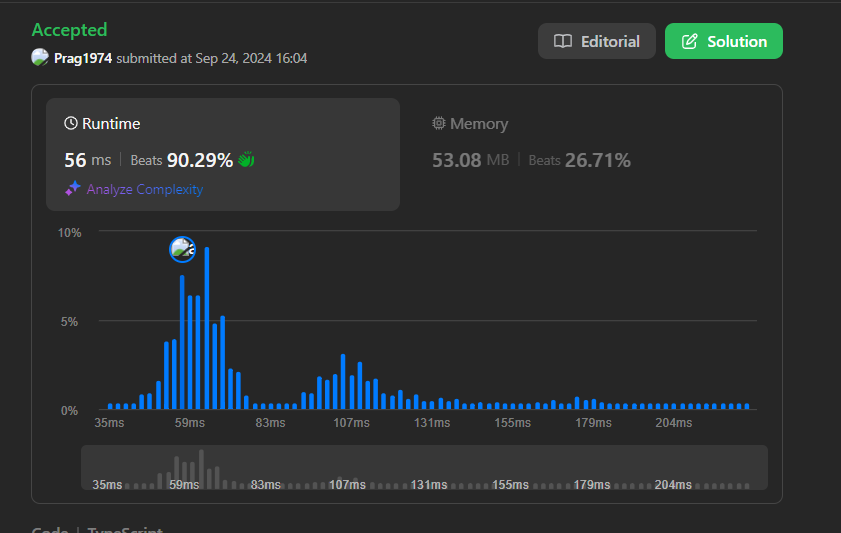 Accepted
Prag1974 submitted at Sep 24, 2024 16:04
Editorial
Solution
Runtime
56 ms | Beats 90.29%
Analyze Complexity
Memory
53.08 MB | Beats 26.71%
10%
5%
0%
35ms 59ms 83ms 107ms 131ms 155ms 179ms 204ms
35ms 59ms 83ms 107ms 131ms 155ms 179ms 204ms
Code | TypeScript